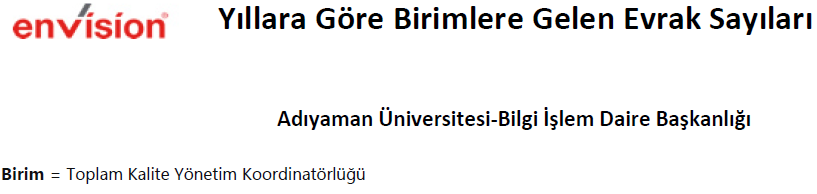 envision®
Yıllara Göre Birimlere Gelen Evrak Sayıları
Adıyaman Üniversitesi-Bilgi İşlem Daire Başkanlığı
Birim = Toplam Kalite Yönetim Koordinatörlüğü